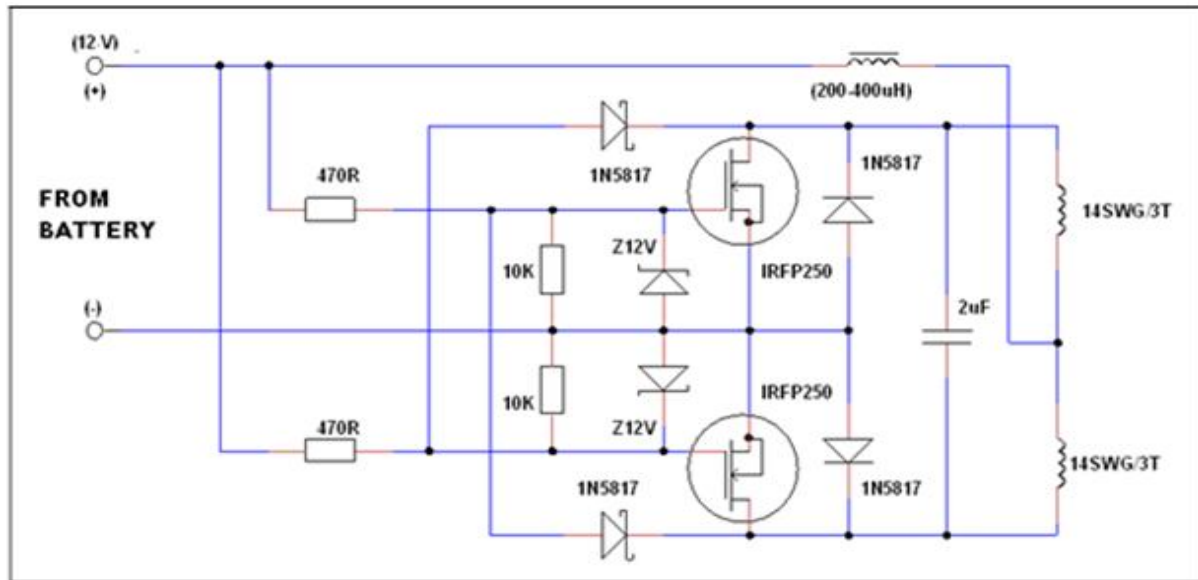 (12-V)
(+)
(200-400uH)
1N5817
1N5817
470R
14SWG/3T
FROM
BATTERY
Z12V
10K
IRFP250
(-)
2uF
IRFP250
10K
470R
Z12V
14SWG/3T
1N5817
1N5817